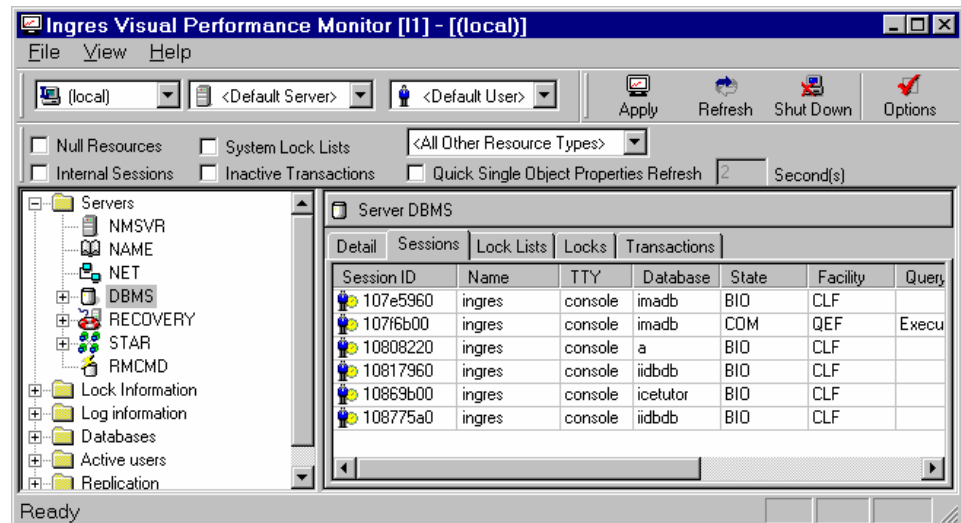 Ingres Visual Performance Monitor [I1] - [(local)]
File View Help
(local) <Default Server> <Default User> Apply Refresh Shut Down Options
Null Resources System Lock Lists <All Other Resource Types>
Internal Sessions Inactive Transactions Quick Single Object Properties Refresh 2 Second(s)
Servers
NMSVR
NAME
NET
DBMS
RECOVERY
STAR
RMCMD
Lock Information
Log information
Databases
Active users
Replication
Server DBMS
Detail Sessions Lock Lists Locks Transactions
Session ID Name TTY Database State Facility Query
107e5960 ingres console imadb BIO CLF
107f6b00 ingres console imadb COM QEF Execu
10808220 ingres console a BIO CLF
10817960 ingres console iidbdb BIO CLF
10869b00 ingres console icetutor BIO CLF
108775a0 ingres console iidbdb BIO CLF
Ready